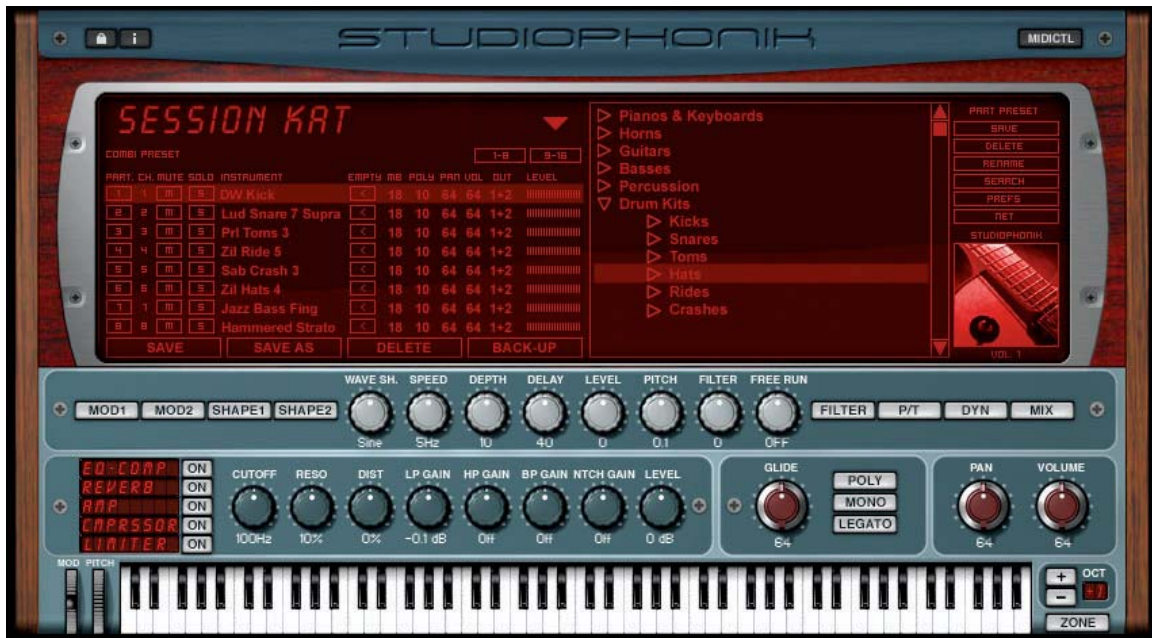 i STUDIOPHONIK MIDICTL
SESSION KAT
COMBI PRESET
1-8 9-16
PART. CH. MUTE SOLO INSTRUMENT EMPTY MB POLY PAN VOL OUT LEVEL
1 1 m S DW Kick < 18 10 64 64 1+2
2 2 m S Lud Snare 7 Supra < 18 10 64 64 1+2
3 3 m S Prl Toms 3 < 18 10 64 64 1+2
4 4 m S Zil Ride 5 < 18 10 64 64 1+2
5 5 m S Sab Crash 3 < 18 10 64 64 1+2
6 6 m S Zil Hats 4 < 18 10 64 64 1+2
7 7 m S Jazz Bass Fing < 18 10 64 64 1+2
8 8 m S Hammered Strato < 18 10 64 64 1+2
SAVE SAVE AS DELETE BACK-UP
Pianos & Keyboards
Horns
Guitars
Basses
Percussion
Drum Kits
Kicks
Snares
Toms
Hats
Rides
Crashes
PART PRESET
SAVE
DELETE
RENAME
SEARCH
PREFS
NET
STUDIOPHONIK
VOL. 1
WAVE SH. SPEED DEPTH DELAY LEVEL PITCH FILTER FREE RUN
MOD1 MOD2 SHAPE1 SHAPE2 FILTER P/T DYN MIX
Sine 5Hz 10 40 0 0.1 0 OFF
EQ-COMP ON
REVERB ON
AMP ON
CMPRSSOR ON
LIMITER ON
CUTOFF RESO DIST LP GAIN HP GAIN BP GAIN NTCH GAIN LEVEL
100Hz 10% 0% -0.1 dB Off Off Off 0 dB
GLIDE
64
POLY
MONO
LEGATO
PAN VOLUME
64 64
MOD PITCH
+ OCT
- +1
ZONE